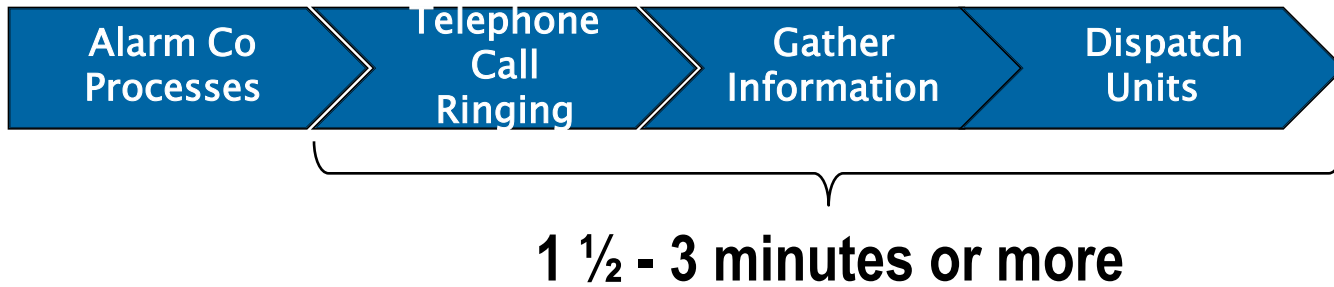 Alarm Co
Processes
Telephone
Call
Ringing
Gather
Information
Dispatch
Units
1 ½ - 3 minutes or more